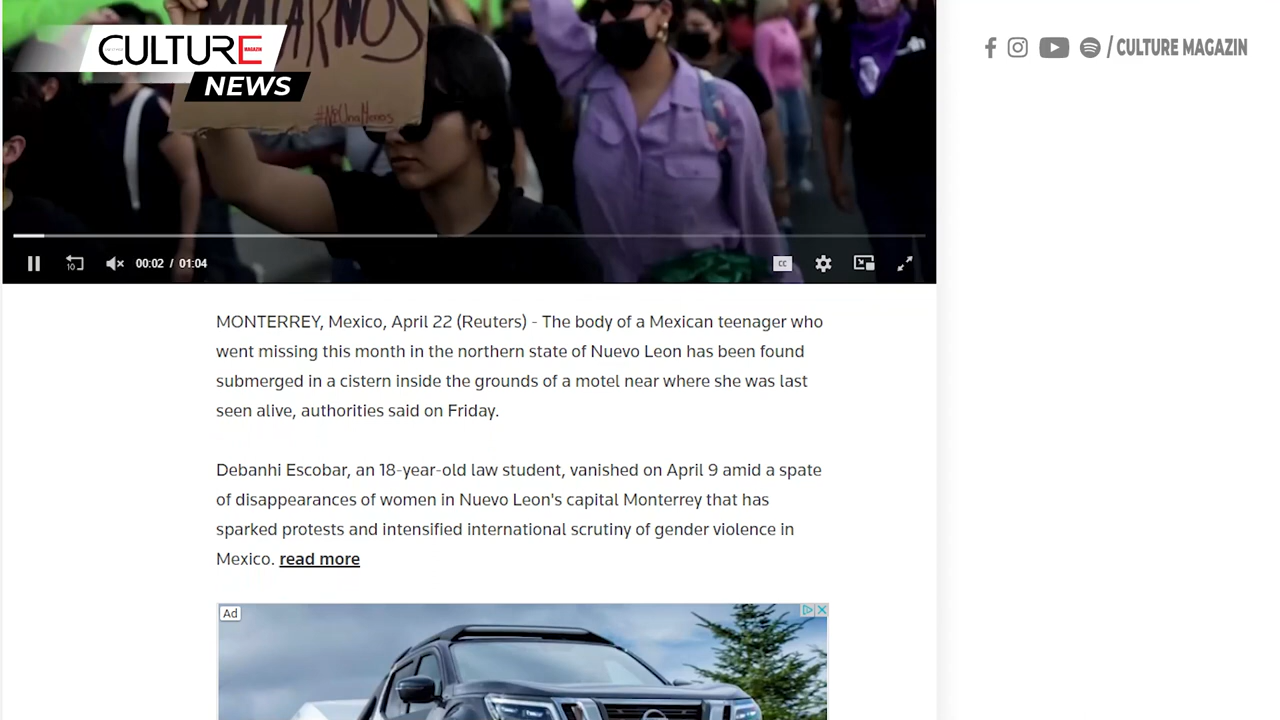 MATARNOS
CULTURE
MAGAZIN
NEWS
#NiUnaMenos
/ CULTURE MAGAZIN
10
00:02 / 01:04
CC
MONTERREY, Mexico, April 22 (Reuters) - The body of a Mexican teenager who
went missing this month in the northern state of Nuevo Leon has been found
submerged in a cistern inside the grounds of a motel near where she was last
seen alive, authorities said on Friday.
Debanhi Escobar, an 18-year-old law student, vanished on April 9 amid a spate
of disappearances of women in Nuevo Leon's capital Monterrey that has
sparked protests and intensified international scrutiny of gender violence in
Mexico. read more
Ad